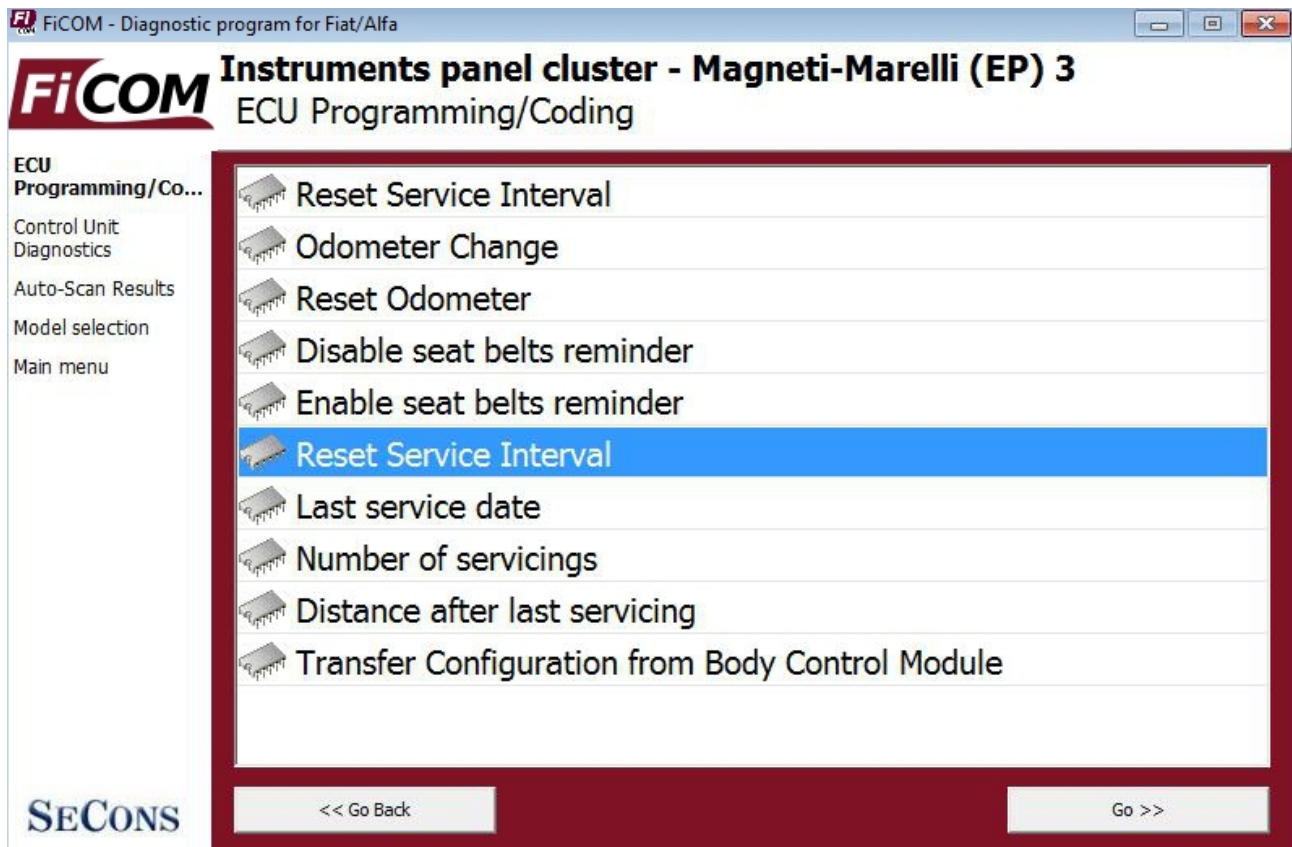 FiCOM - Diagnostic program for Fiat/Alfa
FiCOM
Instruments panel cluster - Magneti-Marelli (EP) 3
ECU Programming/Coding
ECU
Programming/Co...
Control Unit
Diagnostics
Auto-Scan Results
Model selection
Main menu
Reset Service Interval
Odometer Change
Reset Odometer
Disable seat belts reminder
Enable seat belts reminder
Reset Service Interval
Last service date
Number of servicings
Distance after last servicing
Transfer Configuration from Body Control Module
SECONS
<< Go Back
Go >>